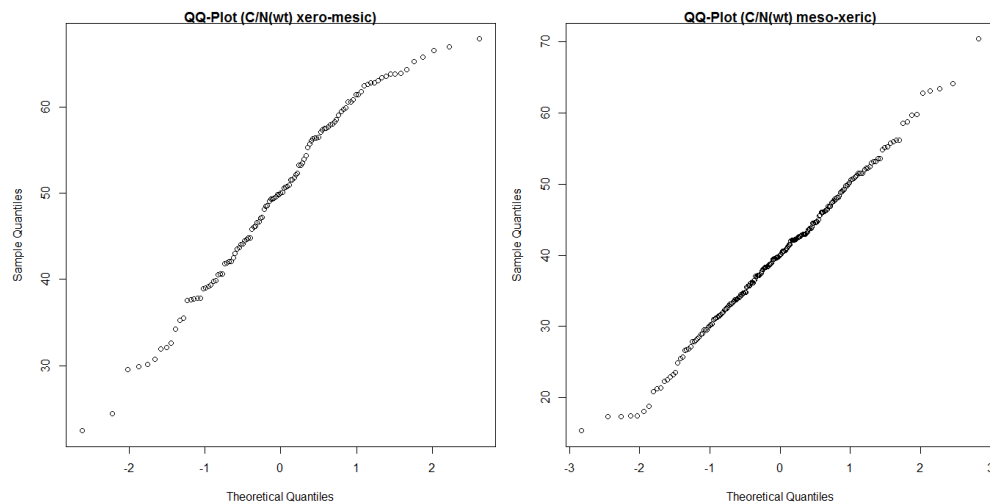 QQ-Plot (C/N(wt) xero-mesic)
Sample Quantiles
60
50
40
30
-2 -1 0 1 2
Theoretical Quantiles
QQ-Plot (C/N(wt) meso-xeric)
Sample Quantiles
70
60
50
40
30
20
-3 -2 -1 0 1 2 3
Theoretical Quantiles